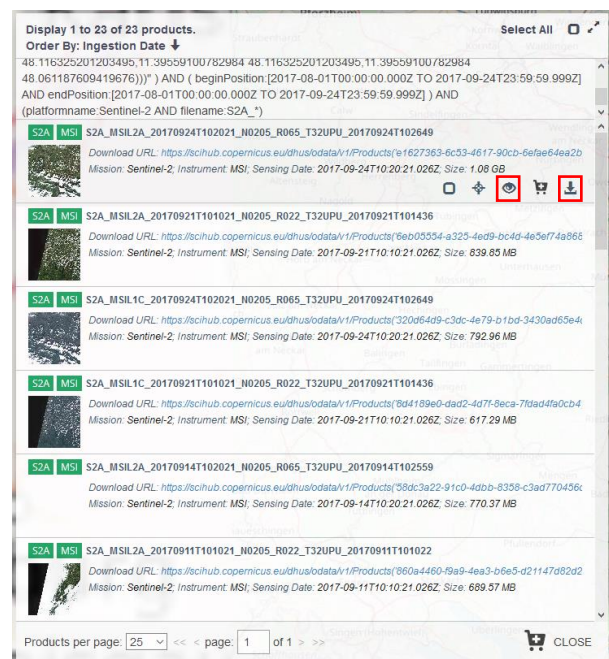 Display 1 to 23 of 23 products.
Select All
Order By: Ingestion Date
48.116325201203495,11.39559100782984 48.116325201203495,11.39559100782984
48.061187609419676)))" ) AND ( beginPosition:[2017-08-01T00:00:00.000Z TO 2017-09-24T23:59:59.999Z]
AND endPosition:[2017-08-01T00:00:00.000Z TO 2017-09-24T23:59:59.999Z] ) AND
(platformname:Sentinel-2 AND filename:S2A_*)
S2A MSI S2A_MSIL2A_20170924T102021_N0205_R065_T32UPU_20170924T102649
Download URL: https://scihub.copernicus.eu/dhus/odata/v1/Products('e1627363-6c53-4617-90cb-6efae64ea2b
Mission: Sentinel-2; Instrument: MSI; Sensing Date: 2017-09-24T10:20:21.026Z; Size: 1.08 GB
S2A MSI S2A_MSIL2A_20170921T101021_N0205_R022_T32UPU_20170921T101436
Download URL: https://scihub.copernicus.eu/dhus/odata/v1/Products('6eb05554-a325-4ed9-bc4d-4e5ef74a868
Mission: Sentinel-2; Instrument: MSI; Sensing Date: 2017-09-21T10:10:21.026Z; Size: 839.85 MB
S2A MSI S2A_MSIL1C_20170924T102021_N0205_R065_T32UPU_20170924T102649
Download URL: https://scihub.copernicus.eu/dhus/odata/v1/Products('320d64d9-c3dc-4e79-b1bd-3430ad65e4
Mission: Sentinel-2; Instrument: MSI; Sensing Date: 2017-09-24T10:20:21.026Z; Size: 792.96 MB
S2A MSI S2A_MSIL1C_20170921T101021_N0205_R022_T32UPU_20170921T101436
Download URL: https://scihub.copernicus.eu/dhus/odata/v1/Products('8d4189e0-dad2-4d7f-8eca-7fdad4fa0cb4
Mission: Sentinel-2; Instrument: MSI; Sensing Date: 2017-09-21T10:10:21.026Z; Size: 617.29 MB
S2A MSI S2A_MSIL2A_20170914T102021_N0205_R065_T32UPU_20170914T102559
Download URL: https://scihub.copernicus.eu/dhus/odata/v1/Products('58dc3a22-91c0-4dbb-8358-c3ad770456
Mission: Sentinel-2; Instrument: MSI; Sensing Date: 2017-09-14T10:20:21.026Z; Size: 770.37 MB
S2A MSI S2A_MSIL2A_20170911T101021_N0205_R022_T32UPU_20170911T101022
Download URL: https://scihub.copernicus.eu/dhus/odata/v1/Products('860a4460-f9a9-4ea3-b6e5-d21147d82d2
Mission: Sentinel-2; Instrument: MSI; Sensing Date: 2017-09-11T10:10:21.026Z; Size: 689.57 MB
Products per page: 25 << < page: 1 of 1 > >> CLOSE